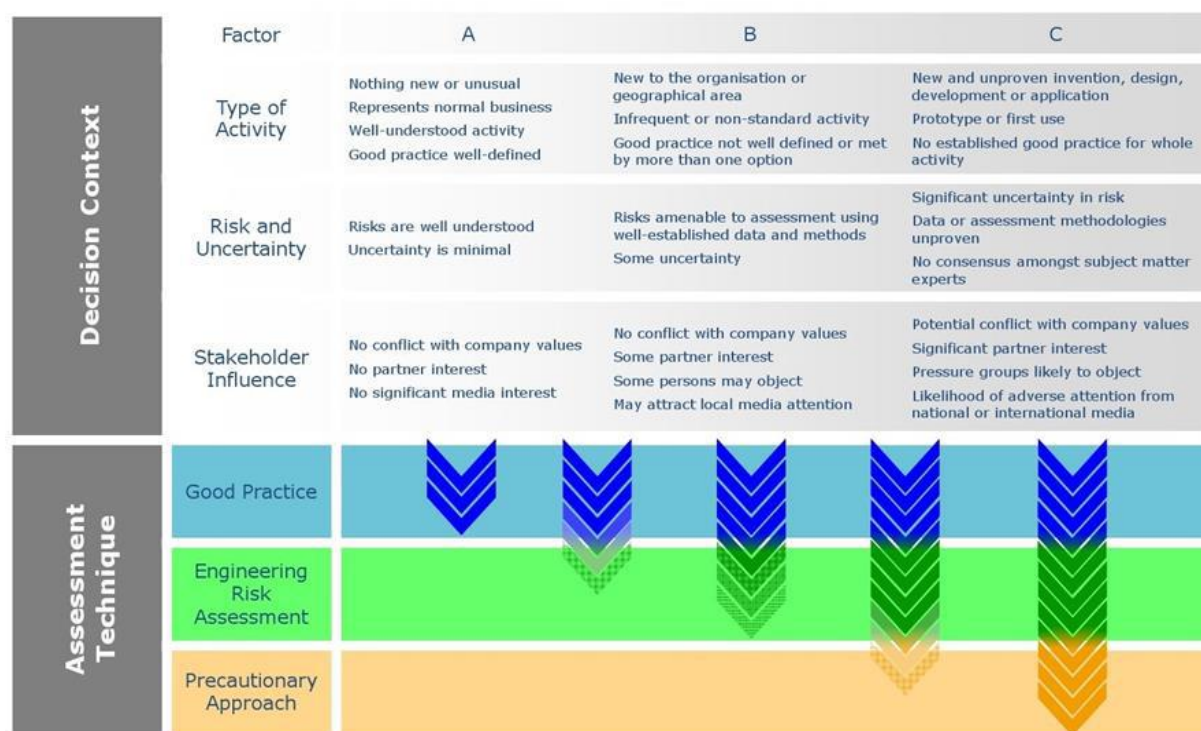 Decision Context
Factor
A
B
C
Type of
Activity
Nothing new or unusual
Represents normal business
Well-understood activity
Good practice well-defined
New to the organisation or
geographical area
Infrequent or non-standard activity
Good practice not well defined or met
by more than one option
New and unproven invention, design,
development or application
Prototype or first use
No established good practice for whole
activity
Risk and
Uncertainty
Risks are well understood
Uncertainty is minimal
Risks amenable to assessment using
well-established data and methods
Some uncertainty
Significant uncertainty in risk
Data or assessment methodologies
unproven
No consensus amongst subject matter
experts
Stakeholder
Influence
No conflict with company values
No partner interest
No significant media interest
No conflict with company values
Some partner interest
Some persons may object
May attract local media attention
Potential conflict with company values
Significant partner interest
Pressure groups likely to object
Likelihood of adverse attention from
national or international media
Assessment
Technique
Good Practice
Engineering
Risk
Assessment
Precautionary
Approach